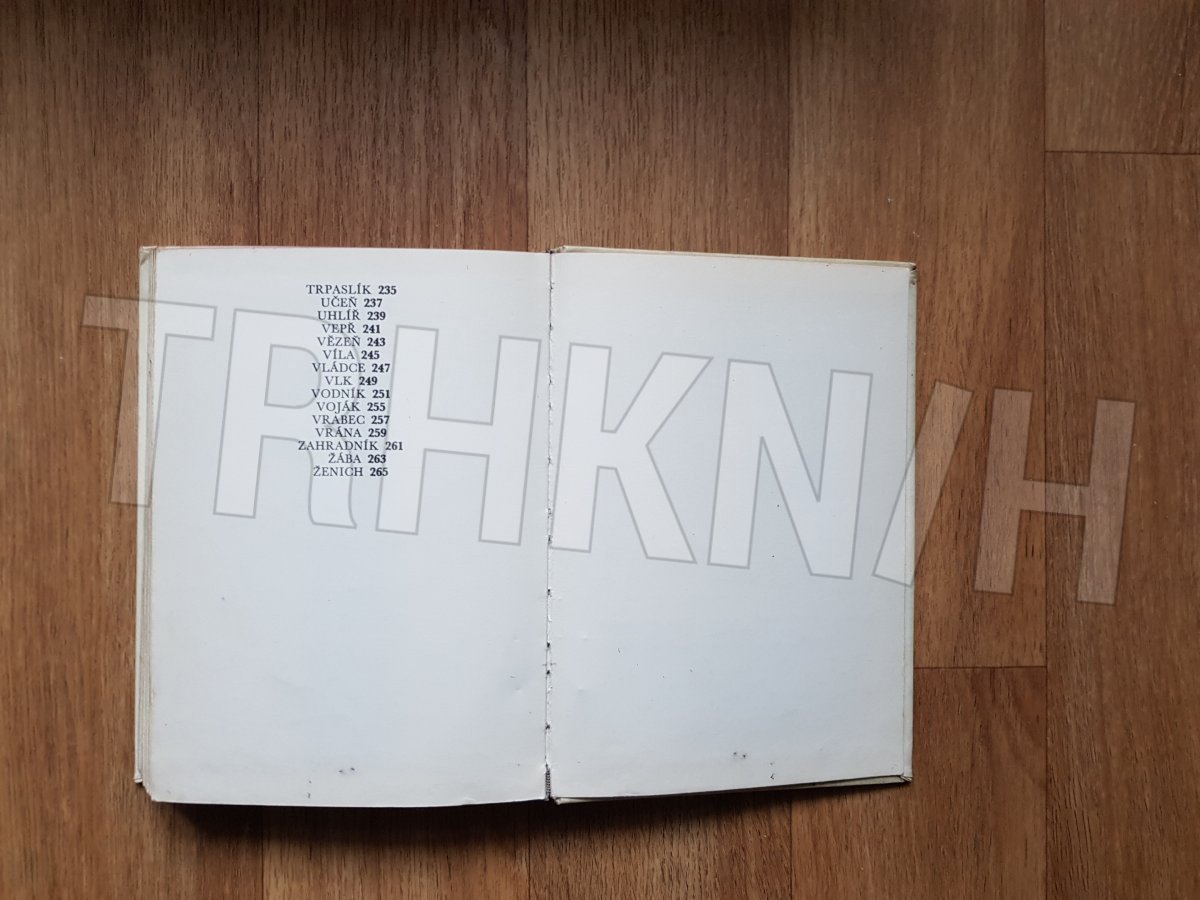 TRPASLÍK 235
UČEŇ 237
UHLÍŘ 239
VEPŘ 241
VĚZEŇ 243
VÍLA 245
VLÁDCE 247
VLK 249
VODNÍK 251
VOJÁK 255
VRABEC 257
VRÁNA 259
ZAHRADNÍK 261
ŽÁBA 263
ŽENICH 265
TRHKNIH